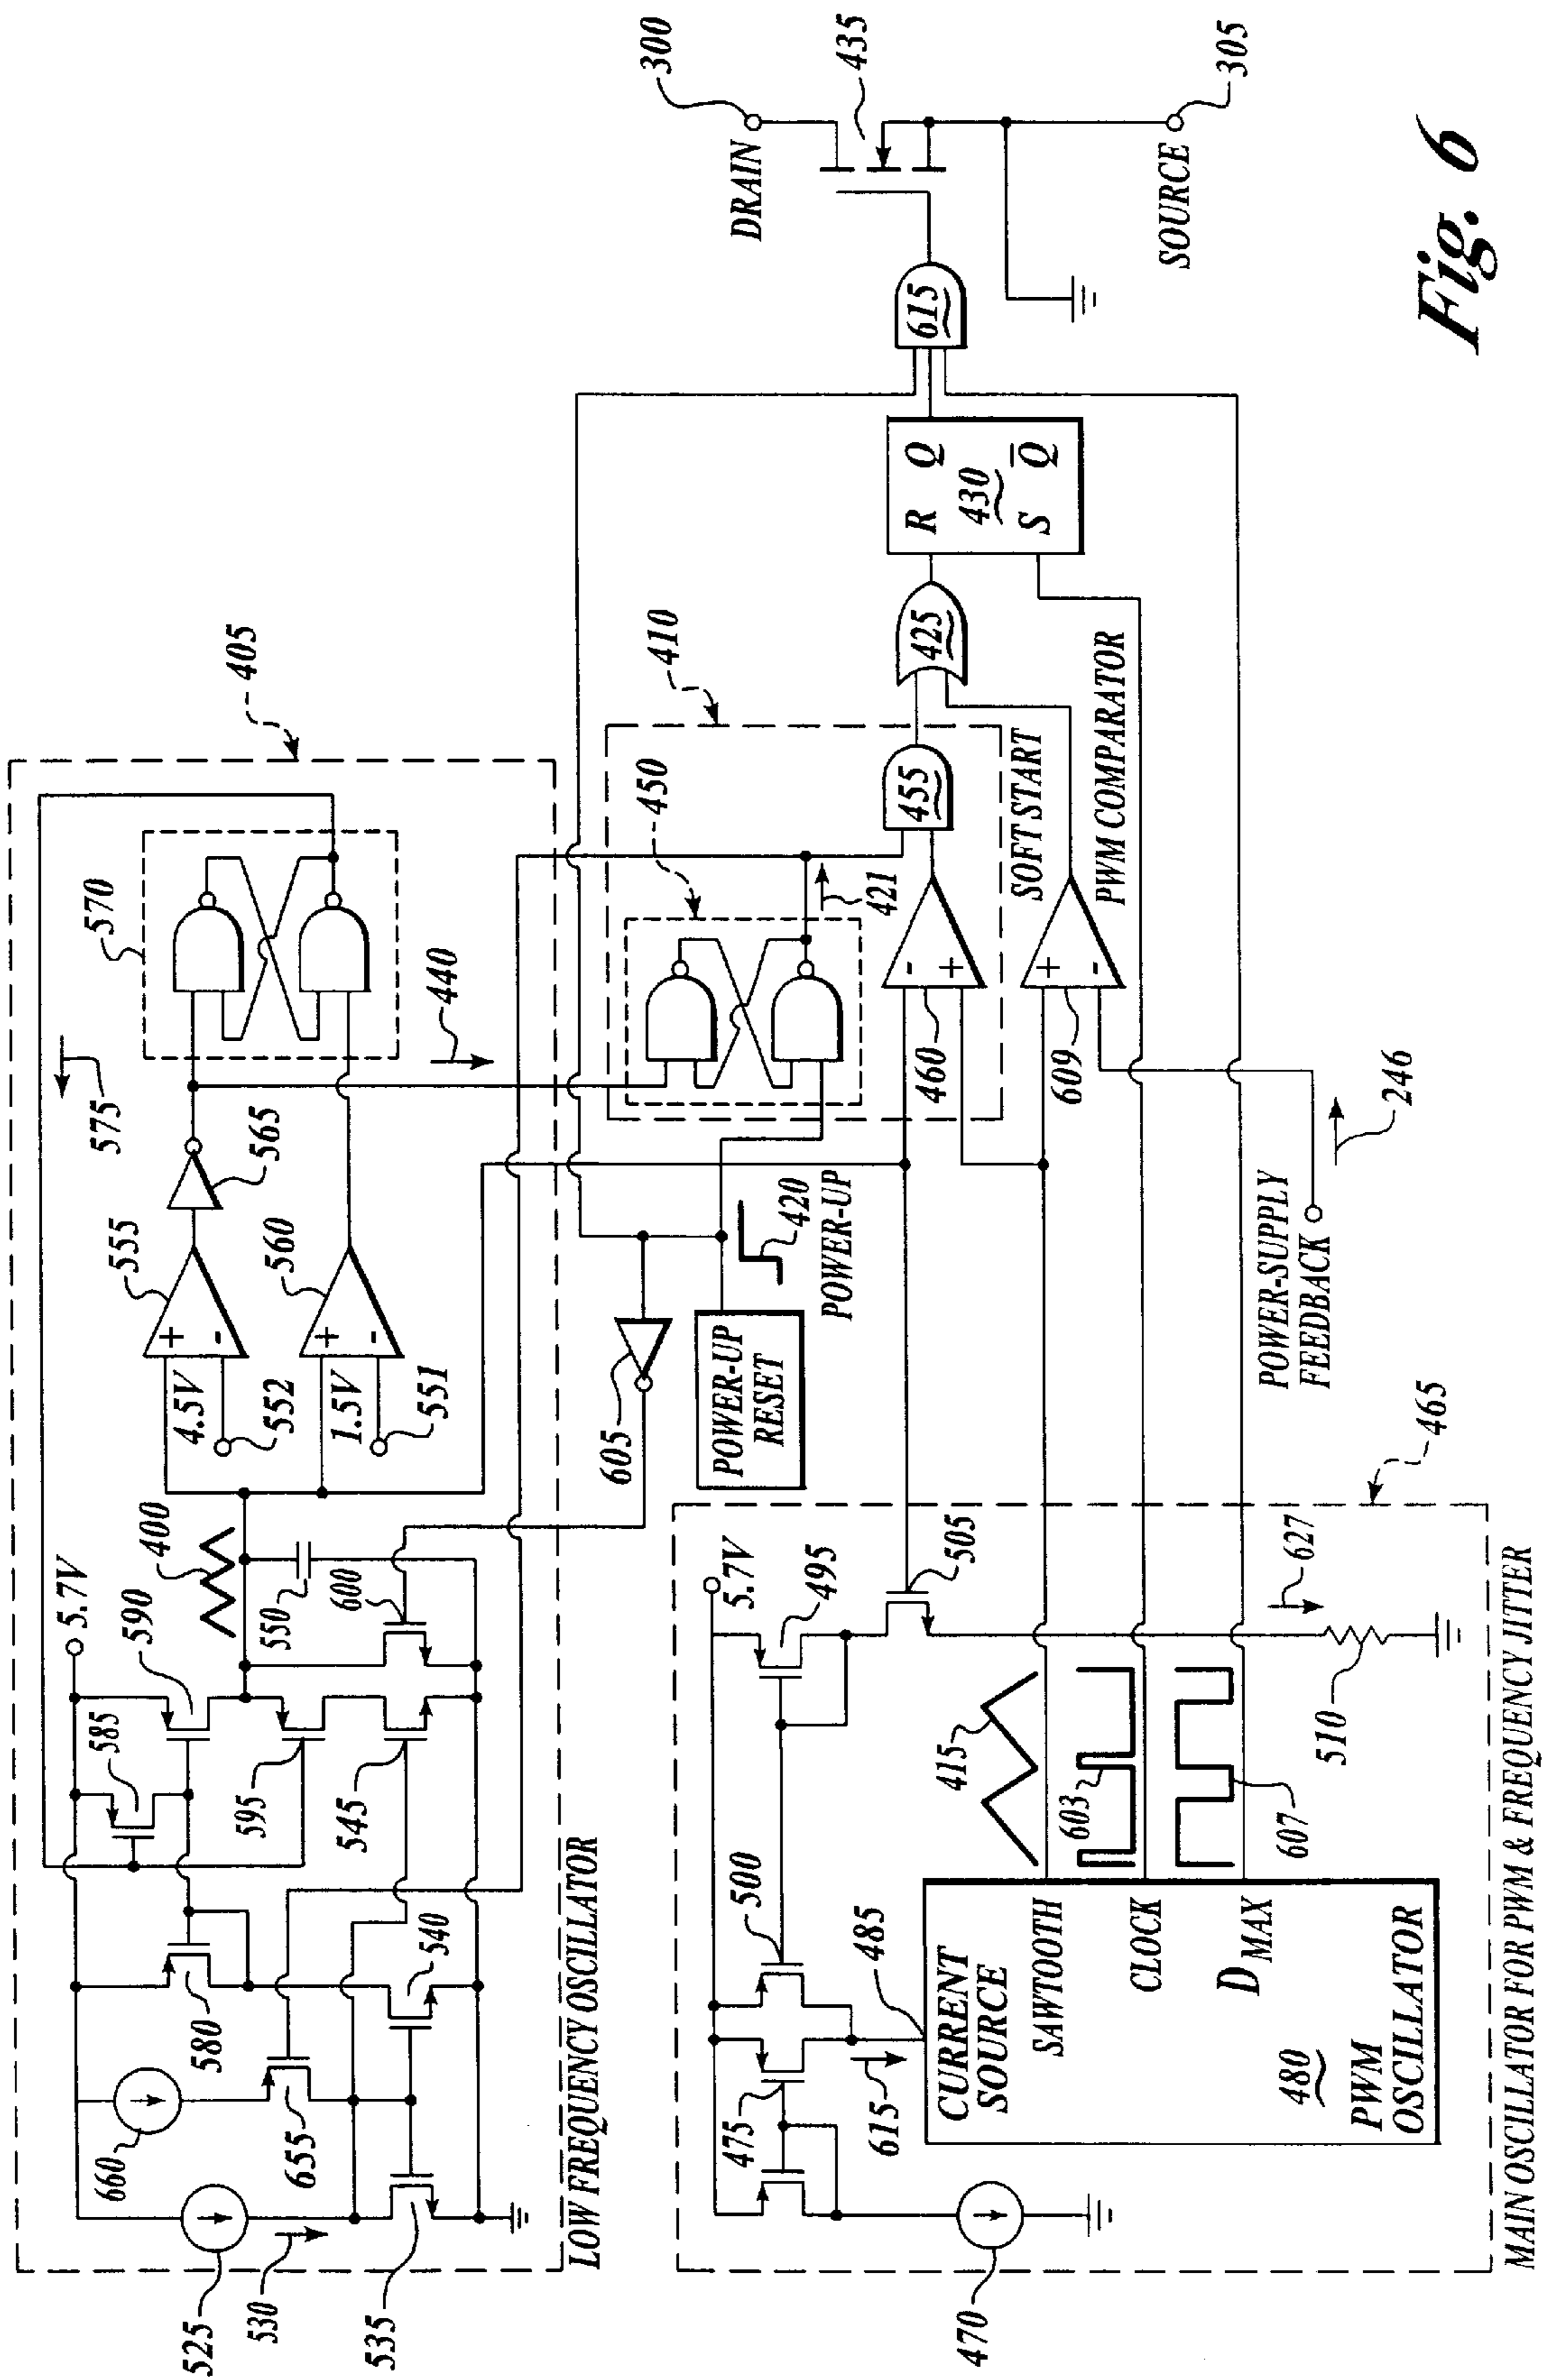 405
570
575
440
565
555
560
4.5V
552
1.5V
551
400
5.7V
590
585
595
545
550
600
580
540
655
660
525
530
535
LOW FREQUENCY OSCILLATOR
410
450
421
455
460
SOFT START
609
PWM COMPARATOR
425
R Q
430
S Q̅
615
DRAIN
300
435
SOURCE
305
605
POWER-UP
RESET
420
POWER-UP
POWER-SUPPLY
FEEDBACK
246
465
5.7V
495
505
627
510
500
475
485
615
470
415
603
607
CURRENT
SOURCE
SAWTOOTH
CLOCK
DMAX
480
PWM
OSCILLATOR
MAIN OSCILLATOR FOR PWM & FREQUENCY JITTER
Fig. 6